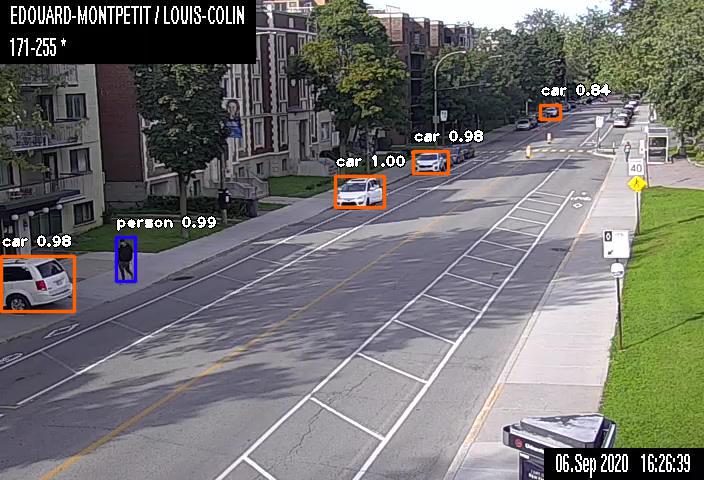 EDOUARD-MONTPETIT / LOUIS-COLIN
171-255 *
car 0.84
car 0.98
car 1.00
person 0.99
car 0.98
40
06.Sep 2020 16:26:39